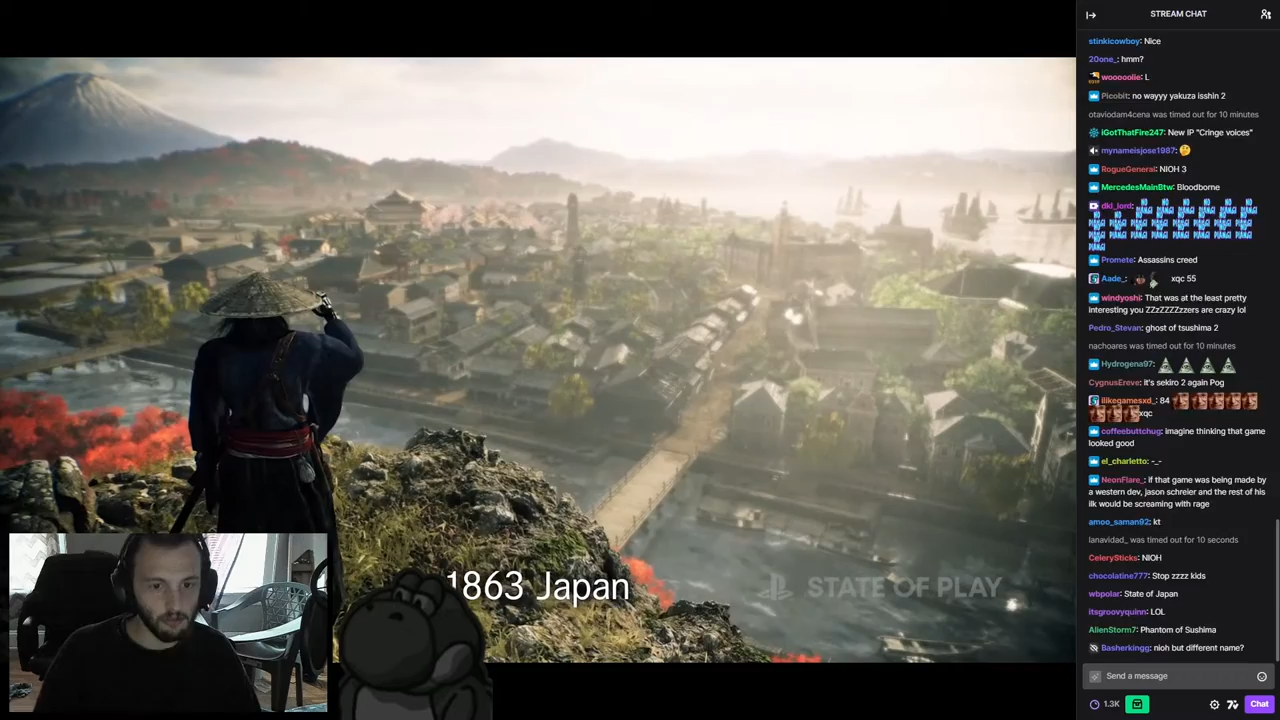 1863 Japan
STATE OF PLAY
STREAM CHAT
stinkicowboy: Nice
20one_: hmm?
wooooolie: L
Picobit: no wayyy yakuza isshin 2
otaviodam4cena was timed out for 10 minutes
iGotThatFire247: New IP "Cringe voices"
mynameisjose1987:
RogueGeneral: NIOH 3
MercedesMainBtw: Bloodborne
dkl_lord:
Promete: Assassins creed
Aade_: xqc 55
windyoshi: That was at the least pretty
interesting you ZZzZZZZzzers are crazy lol
Pedro_Stevan: ghost of tsushima 2
nachoares was timed out for 10 minutes
Hydrogena97:
CygnusEreve: it's sekiro 2 again Pog
ilikegamesxd_: 84
xqc
coffeebuttchug: imagine thinking that game
looked good
el_charletto: -_-
NeonFlare_: if that game was being made by
a western dev, jason schreier and the rest of his
ilk would be screaming with rage
amoo_saman92: kt
lanavidad_ was timed out for 10 seconds
CelerySticks: NIOH
chocolatine777: Stop zzzz kids
wbpolar: State of Japan
itsgroovyquinn: LOL
AlienStorm7: Phantom of Sushima
Basherkingg: nioh but different name?
Send a message
1.3K
Chat